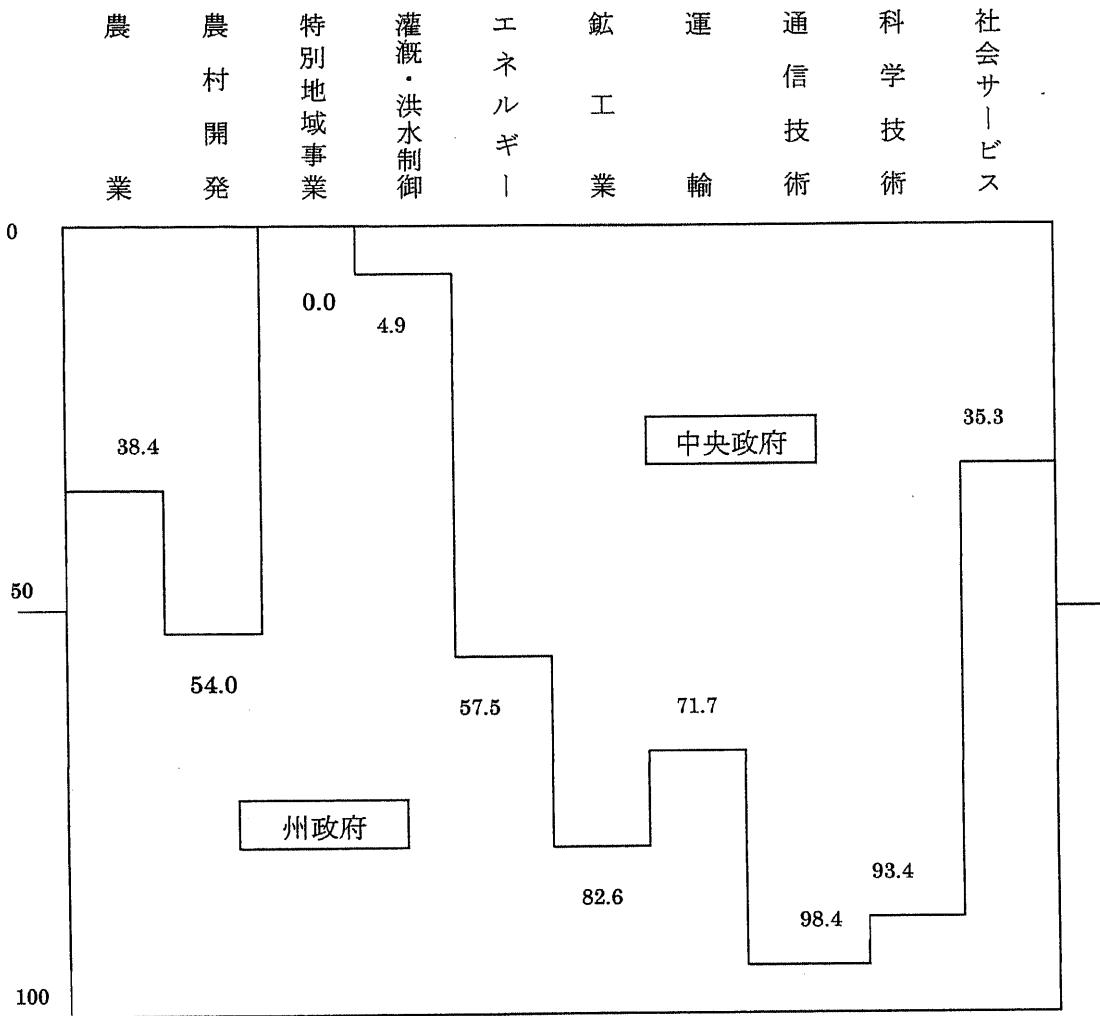 農業
農村開発
特別地域事業
灌漑・洪水制御
エネルギー
鉱工業
運輸
通信技術
科学技術
社会サービス
0
0.0
4.9
38.4
中央政府
35.3
50
54.0
57.5
71.7
州政府
82.6
93.4
98.4
100